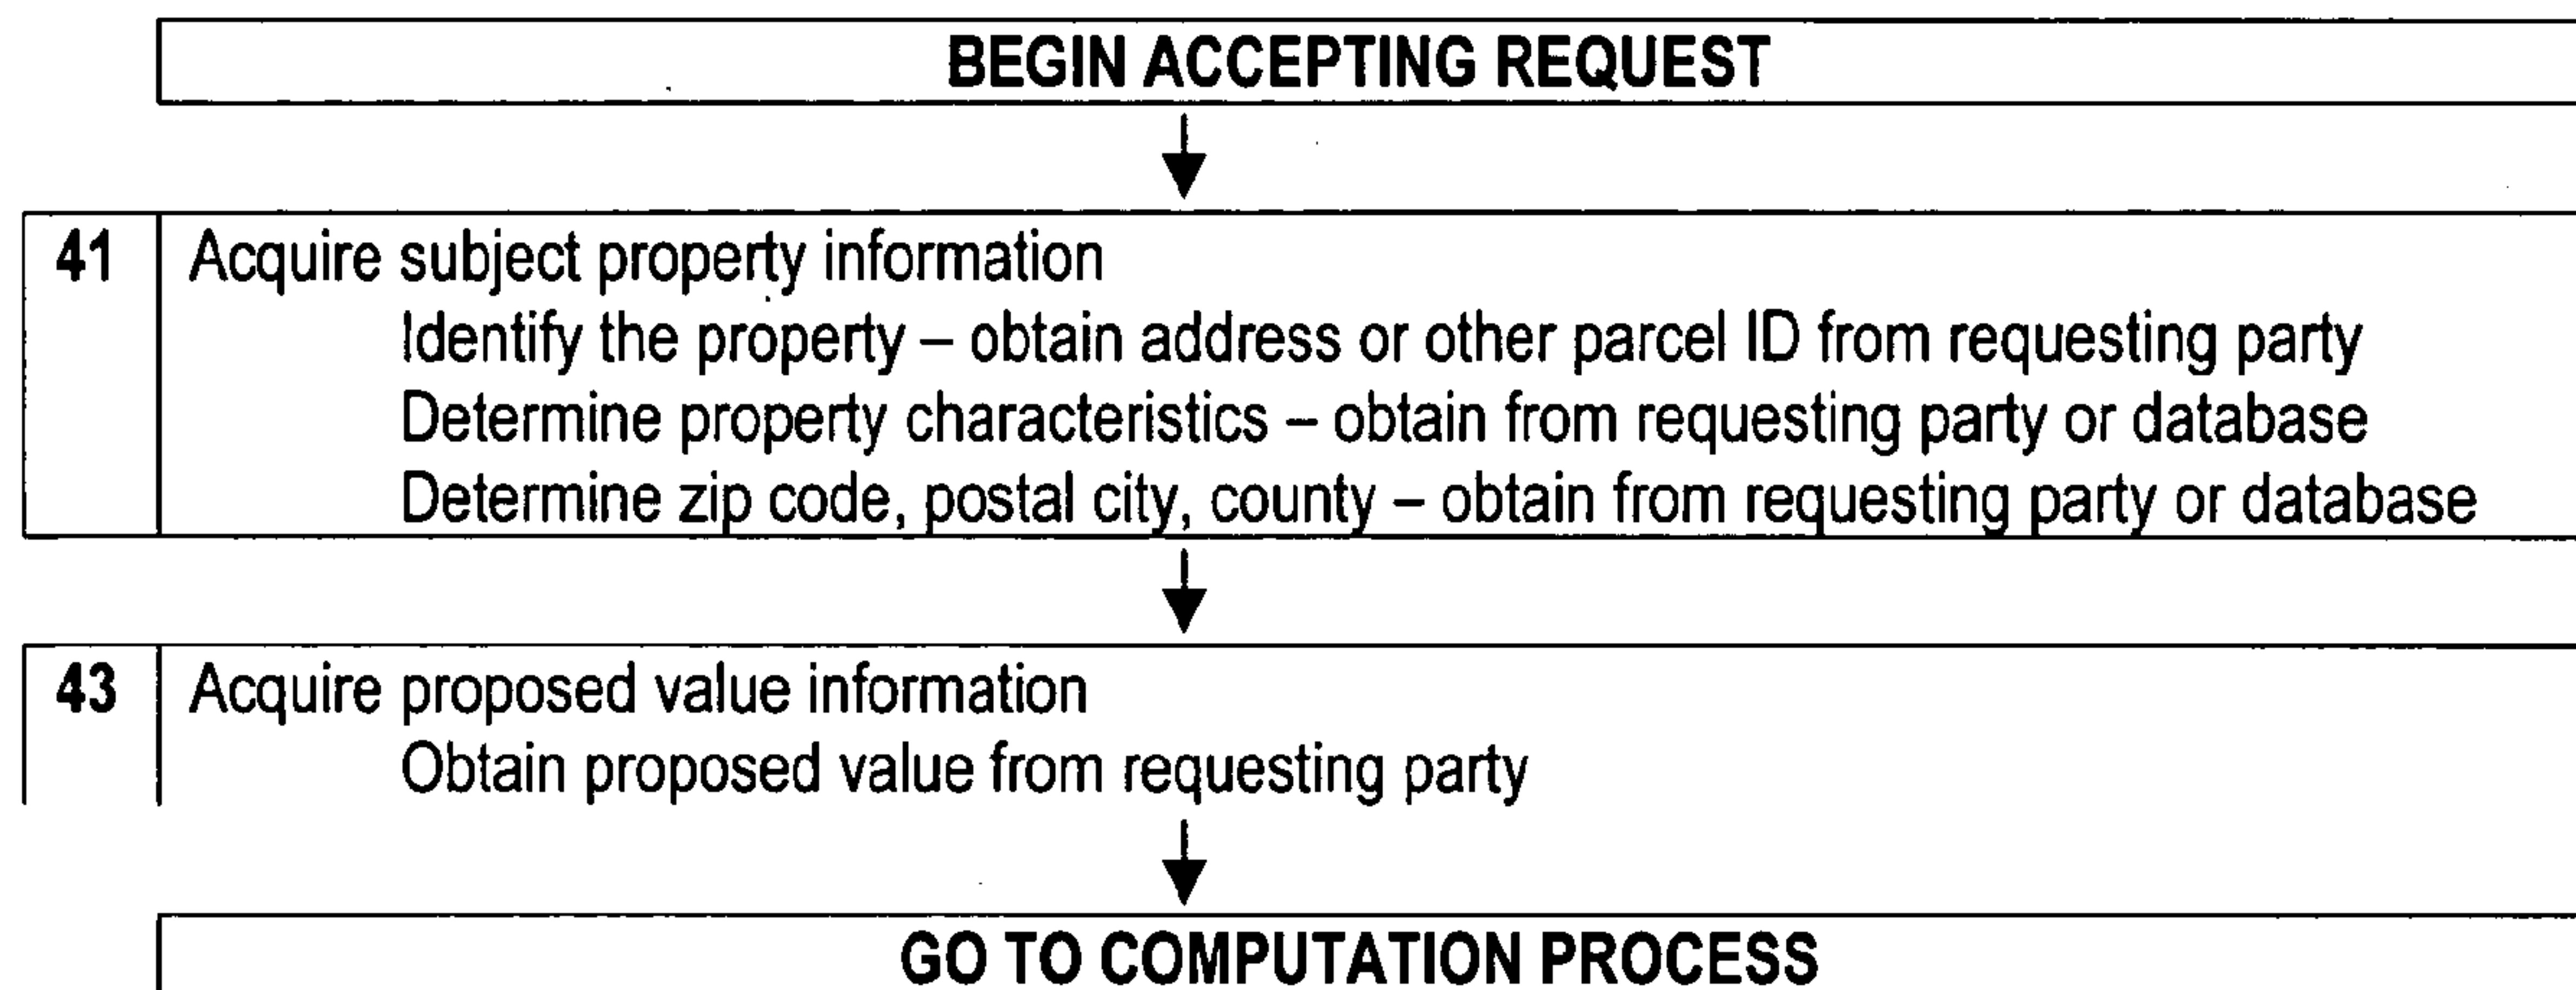 BEGIN ACCEPTING REQUEST
41 Acquire subject property information
Identify the property – obtain address or other parcel ID from requesting party
Determine property characteristics – obtain from requesting party or database
Determine zip code, postal city, county – obtain from requesting party or database
43 Acquire proposed value information
Obtain proposed value from requesting party
GO TO COMPUTATION PROCESS